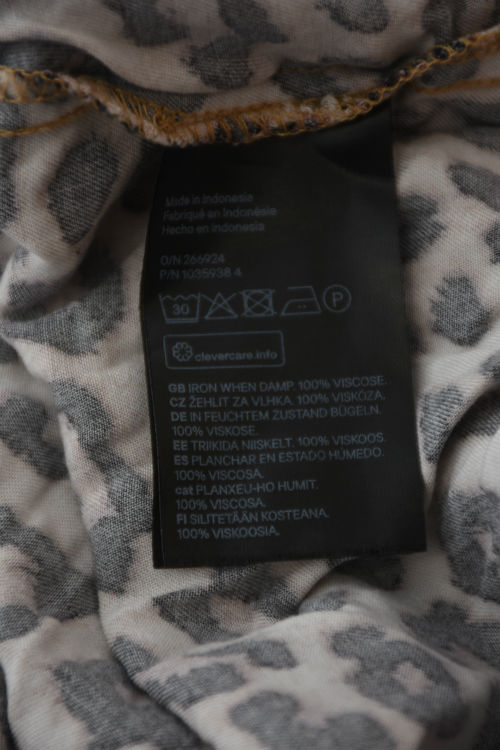 Made in Indonesia
Fabriqué en Indonésie
Hecho en Indonesia
O/N 266924
P/N 1035938 4
30 P
clevercare.info
GB IRON WHEN DAMP. 100% VISCOSE.
CZ ŽEHLIT ZA VLHKA. 100% VISKÓZA.
DE IN FEUCHTEM ZUSTAND BÜGELN.
100% VISKOSE.
EE TRIIKIDA NIISKELT. 100% VISKOOS.
ES PLANCHAR EN ESTADO HÚMEDO.
100% VISCOSA.
cat PLANXEU-HO HUMIT.
100% VISCOSA.
FI SILITETÄÄN KOSTEANA.
100% VISKOOSIA.